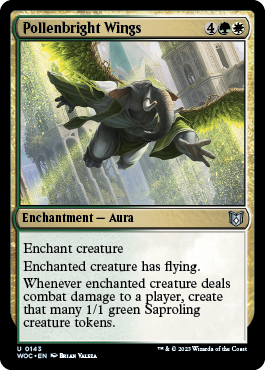 Pollenbright Wings 4
Enchantment — Aura
Enchant creature
Enchanted creature has flying.
Whenever enchanted creature deals
combat damage to a player, create
that many 1/1 green Saproling
creature tokens.
U 0143
WOC • EN Brian Valeza
™ & © 2023 Wizards of the Coast